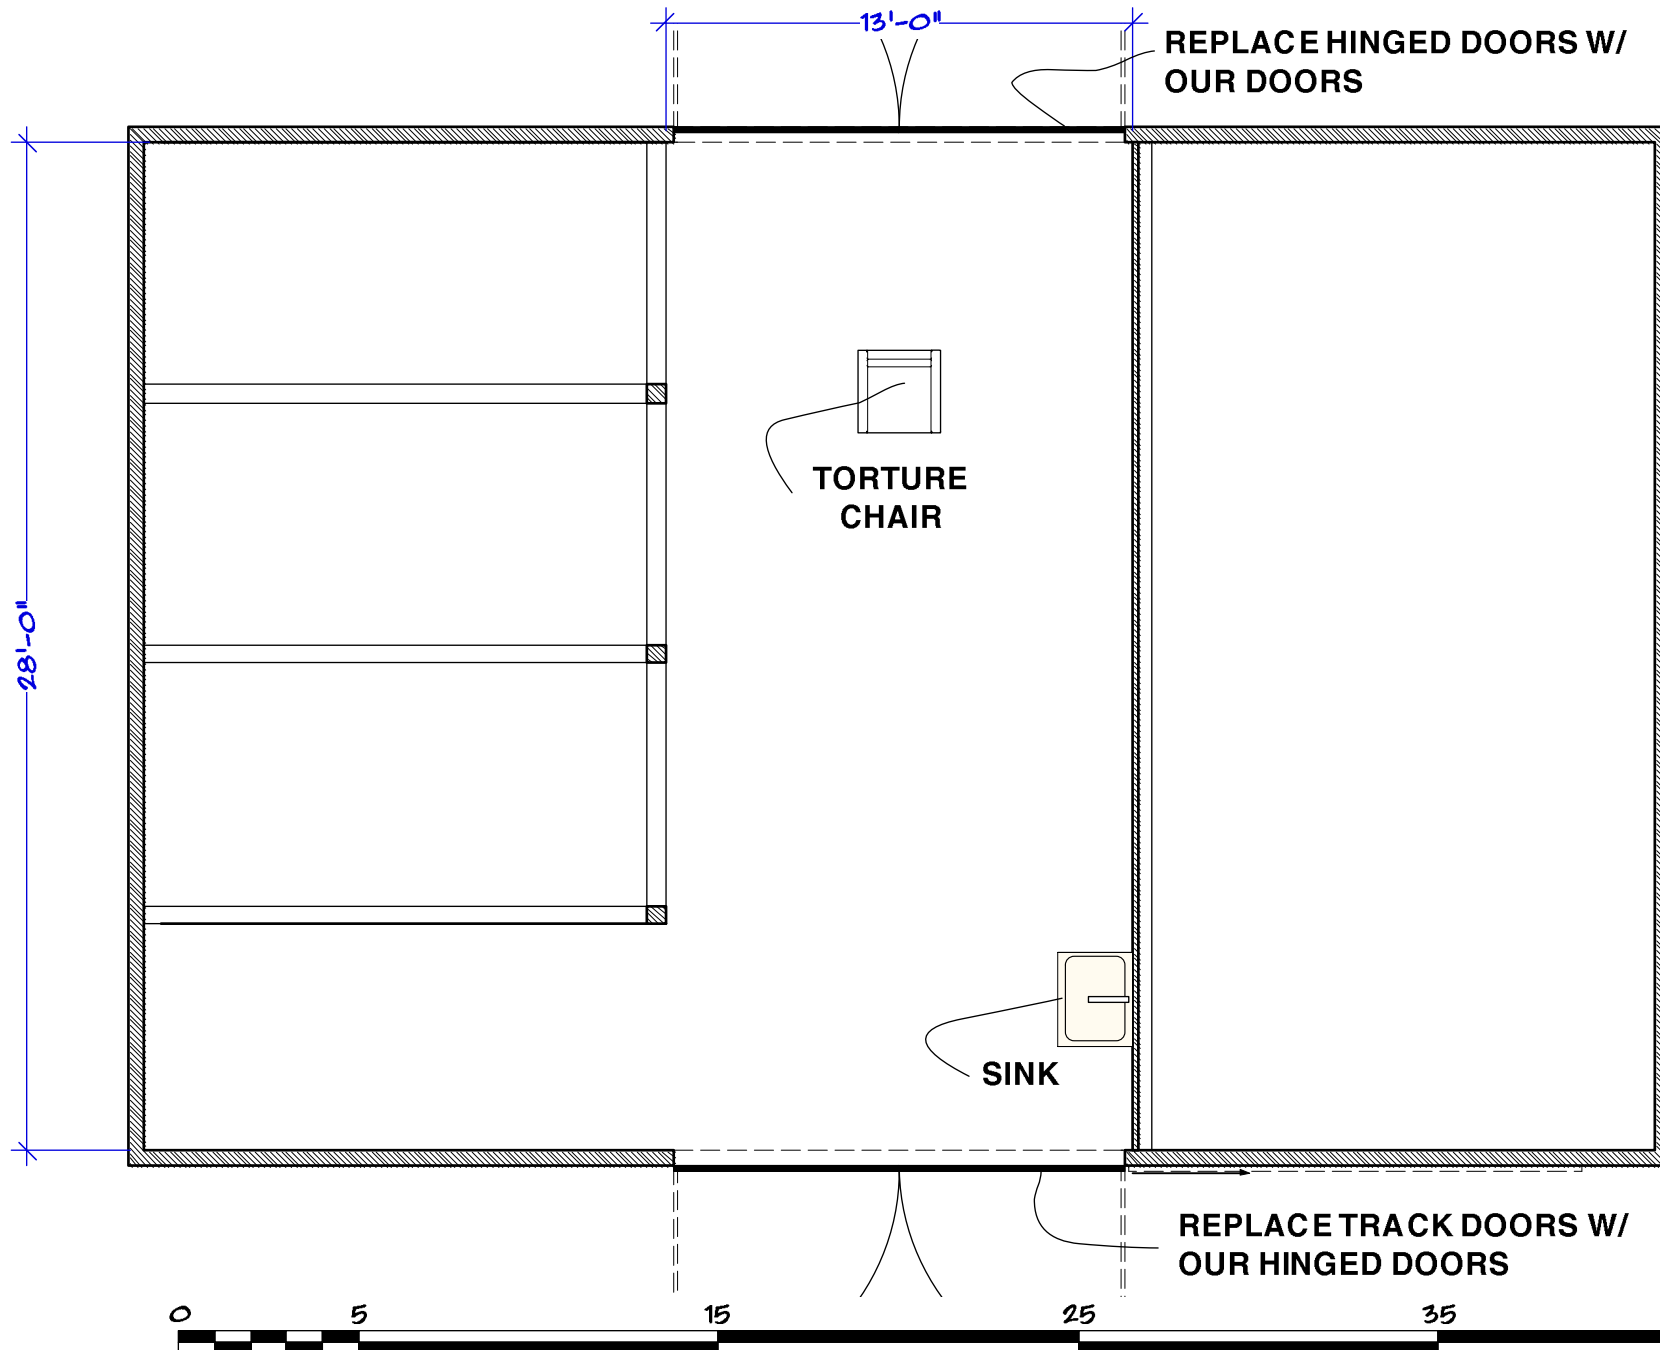 13'-0"
REPLACE HINGED DOORS W/
OUR DOORS
TORTURE
CHAIR
28'-0"
SINK
REPLACE TRACK DOORS W/
OUR HINGED DOORS
0 5 15 25 35